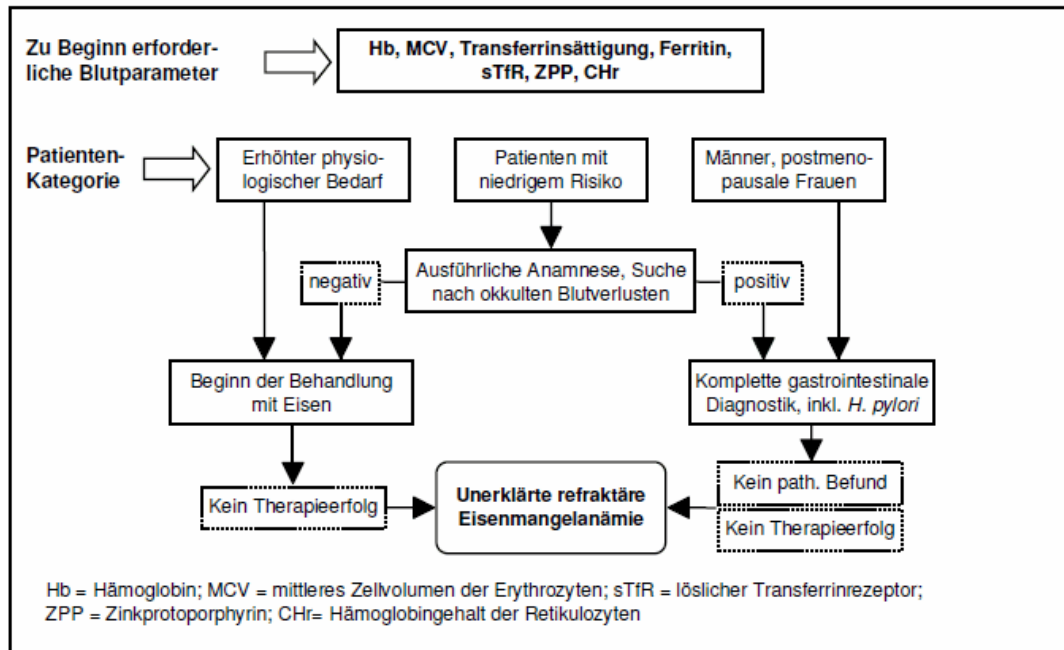 Zu Beginn erforder-
liche Blutparameter
Hb, MCV, Transferrinsättigung, Ferritin,
sTfR, ZPP, CHr
Patienten-
Kategorie
Erhöhter physio-
logischer Bedarf
Patienten mit
niedrigem Risiko
Männer, postmeno-
pausale Frauen
negativ
Ausführliche Anamnese, Suche
nach okkulten Blutverlusten
positiv
Beginn der Behandlung
mit Eisen
Komplette gastrointestinale
Diagnostik, inkl. H. pylori
Kein Therapieerfolg
Unerklärte refraktäre
Eisenmangelanämie
Kein path. Befund
Kein Therapieerfolg
Hb = Hämoglobin; MCV = mittleres Zellvolumen der Erythrozyten; sTfR = löslicher Transferrinrezeptor;
ZPP = Zinkprotoporphyrin; CHr= Hämoglobingehalt der Retikulozyten